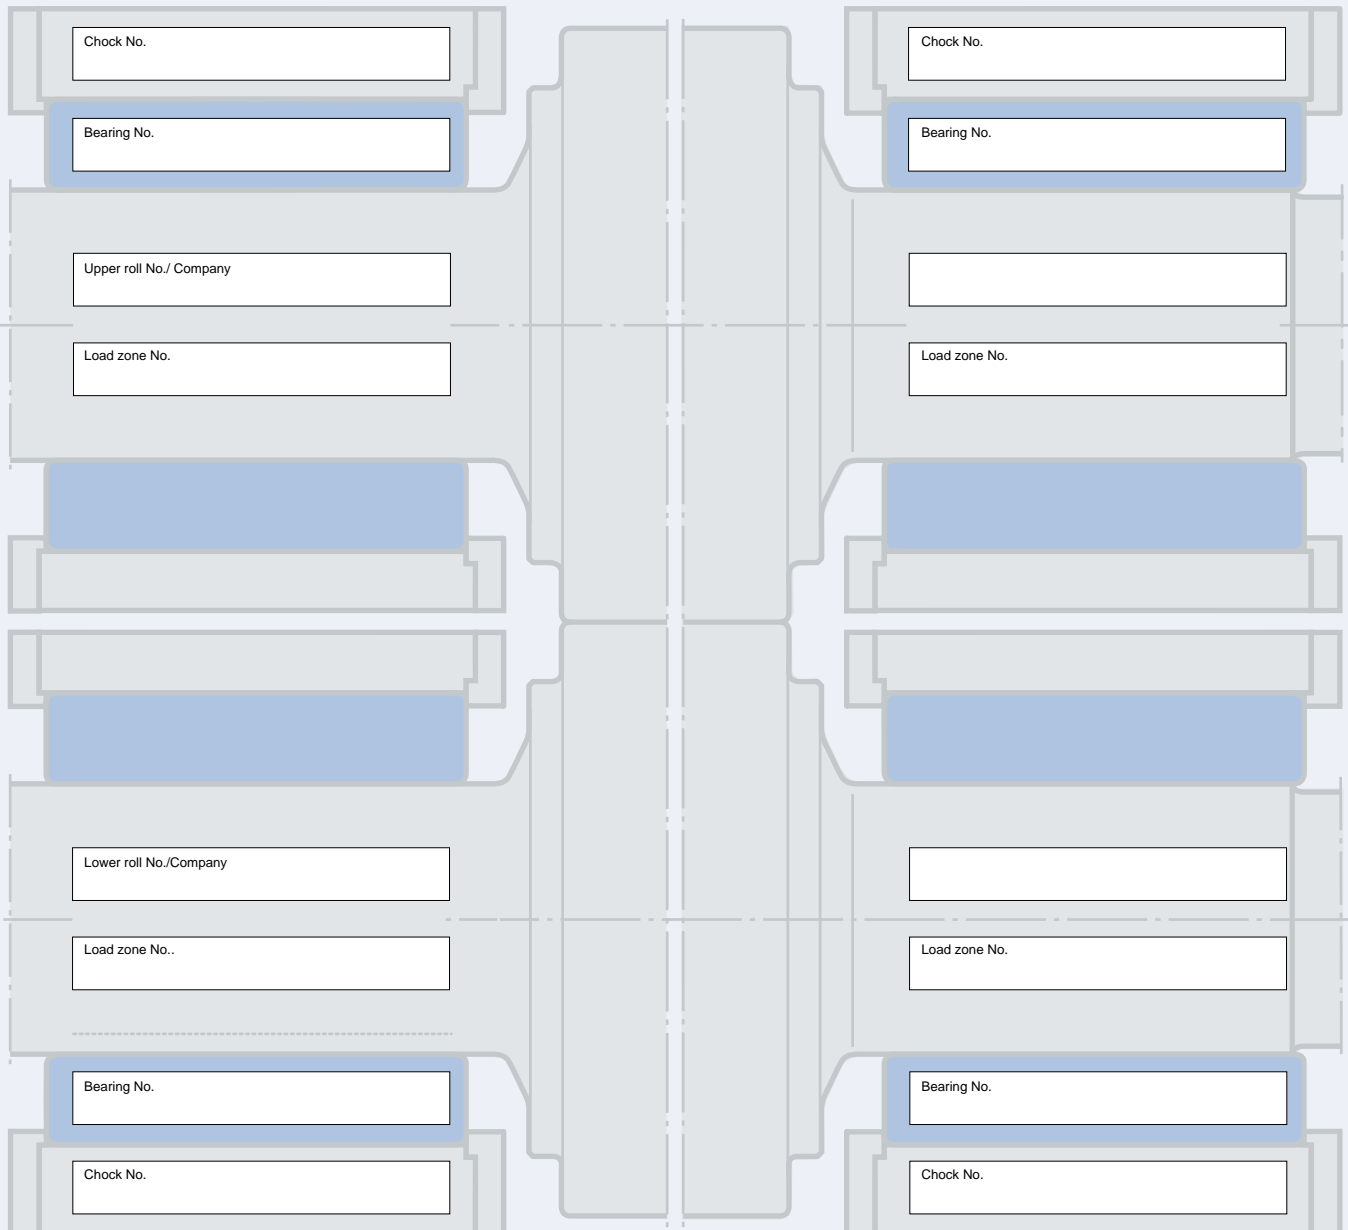 Chock No.
Chock No.
Bearing No.
Bearing No.
Upper roll No./ Company
Load zone No.
Load zone No.
Lower roll No./Company
Load zone No..
Load zone No.
Bearing No.
Bearing No.
Chock No.
Chock No.